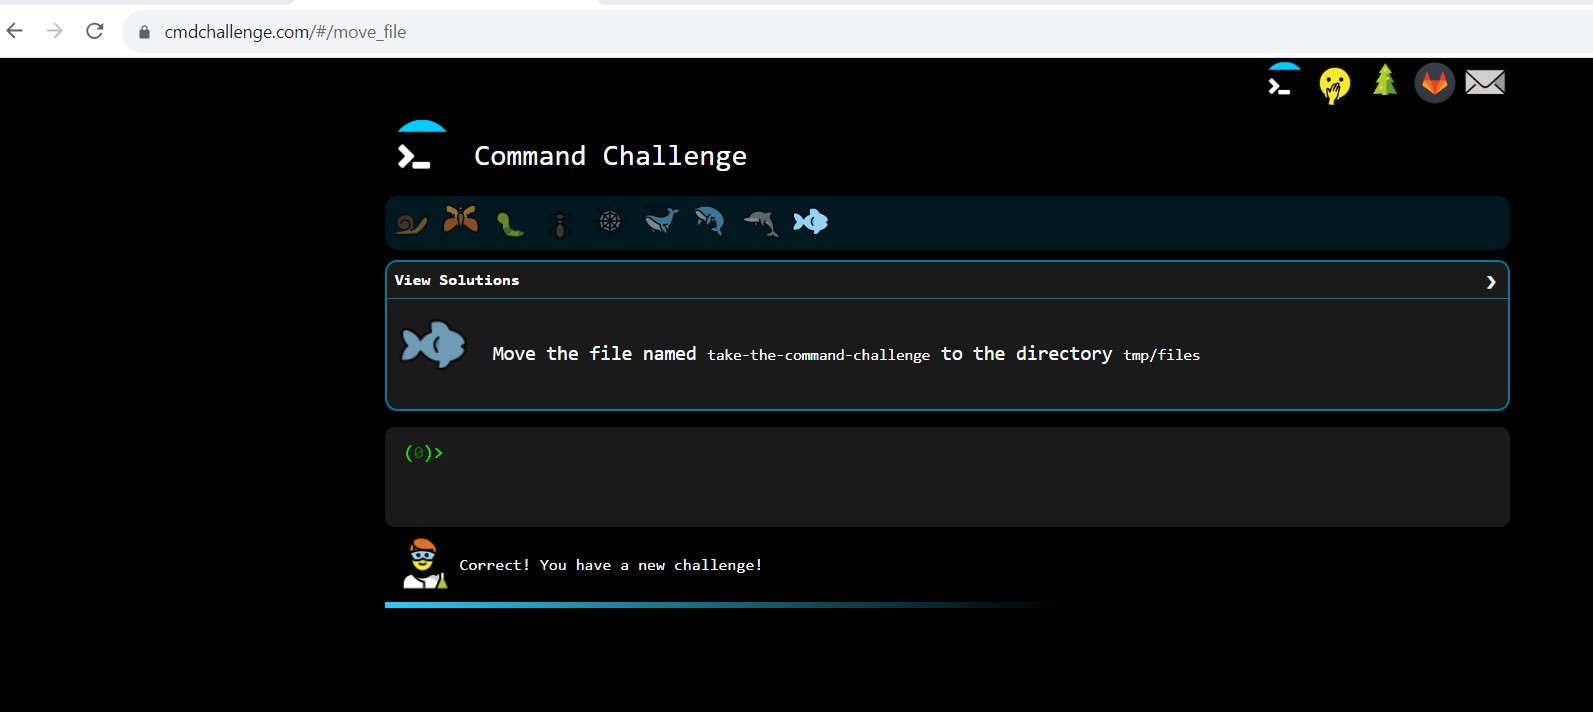 cmdchallenge.com/#/move_file
Command Challenge
View Solutions
Move the file named take-the-command-challenge to the directory tmp/files
(0)>
Correct! You have a new challenge!